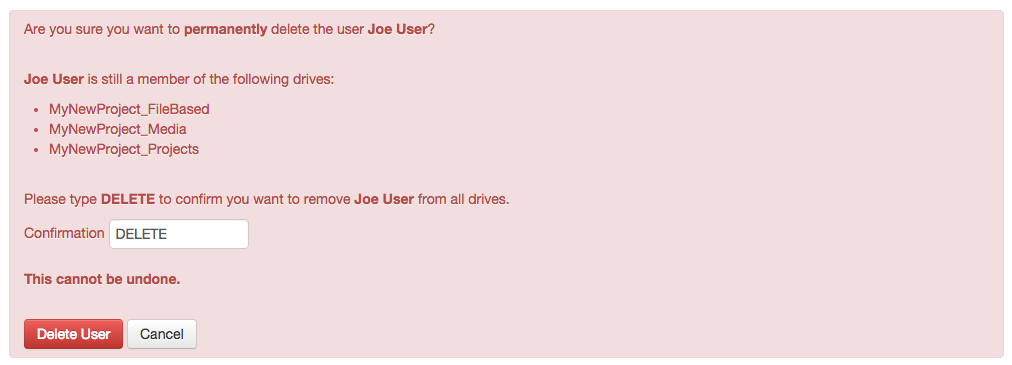 Are you sure you want to permanently delete the user Joe User?
Joe User is still a member of the following drives:
• MyNewProject_FileBased
• MyNewProject_Media
• MyNewProject_Projects
Please type DELETE to confirm you want to remove Joe User from all drives.
Confirmation DELETE
This cannot be undone.
Delete User Cancel